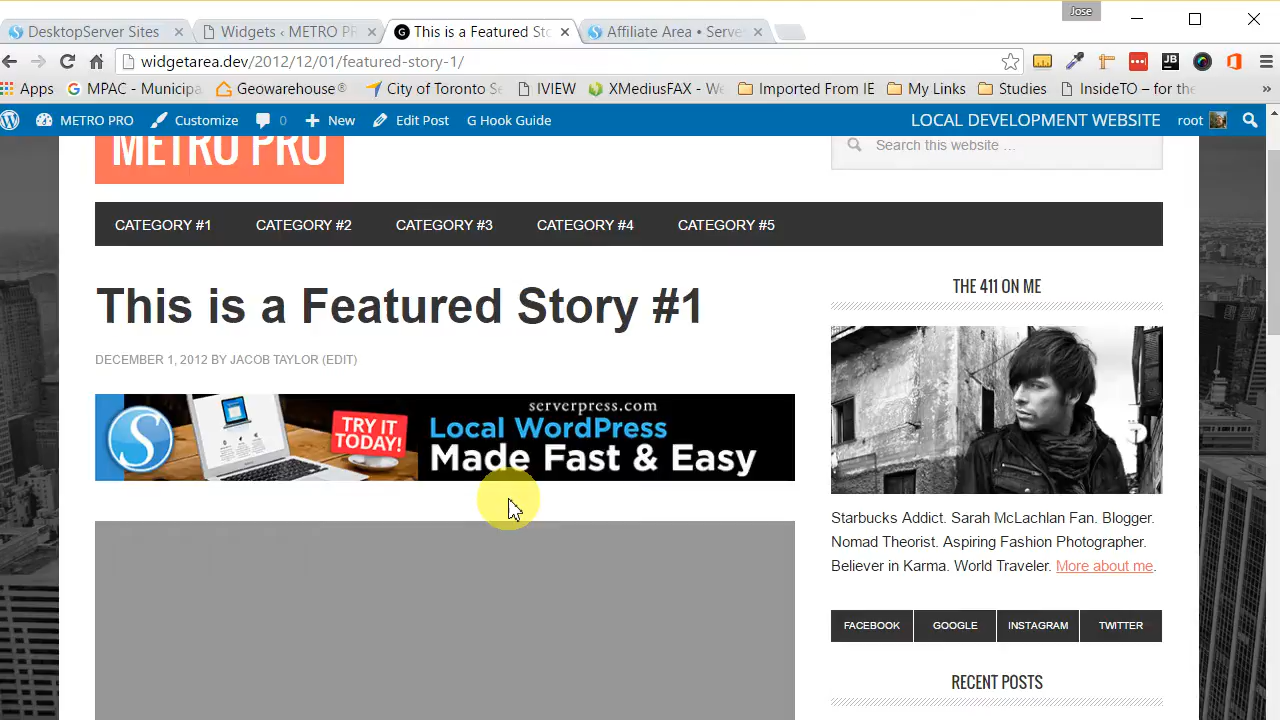 Jose
DesktopServer Sites
Widgets ‹ METRO PR
This is a Featured Sto
Affiliate Area • Serve
widgetarea.dev/2012/12/01/featured-story-1/
Apps
MPAC - Municipa
Geowarehouse®
City of Toronto Se
IVIEW
XMediusFAX - We
Imported From IE
My Links
Studies
InsideTO – for the
»
METRO PRO
Customize
0
New
Edit Post
G Hook Guide
LOCAL DEVELOPMENT WEBSITE
root
METRO PRO
Search this website …
CATEGORY #1
CATEGORY #2
CATEGORY #3
CATEGORY #4
CATEGORY #5
This is a Featured Story #1
DECEMBER 1, 2012 BY JACOB TAYLOR (EDIT)
S
TRY IT
TODAY!
serverpress.com
Local WordPress
Made Fast & Easy
THE 411 ON ME
Starbucks Addict. Sarah McLachlan Fan. Blogger.
Nomad Theorist. Aspiring Fashion Photographer.
Believer in Karma. World Traveler. More about me.
FACEBOOK
GOOGLE
INSTAGRAM
TWITTER
RECENT POSTS